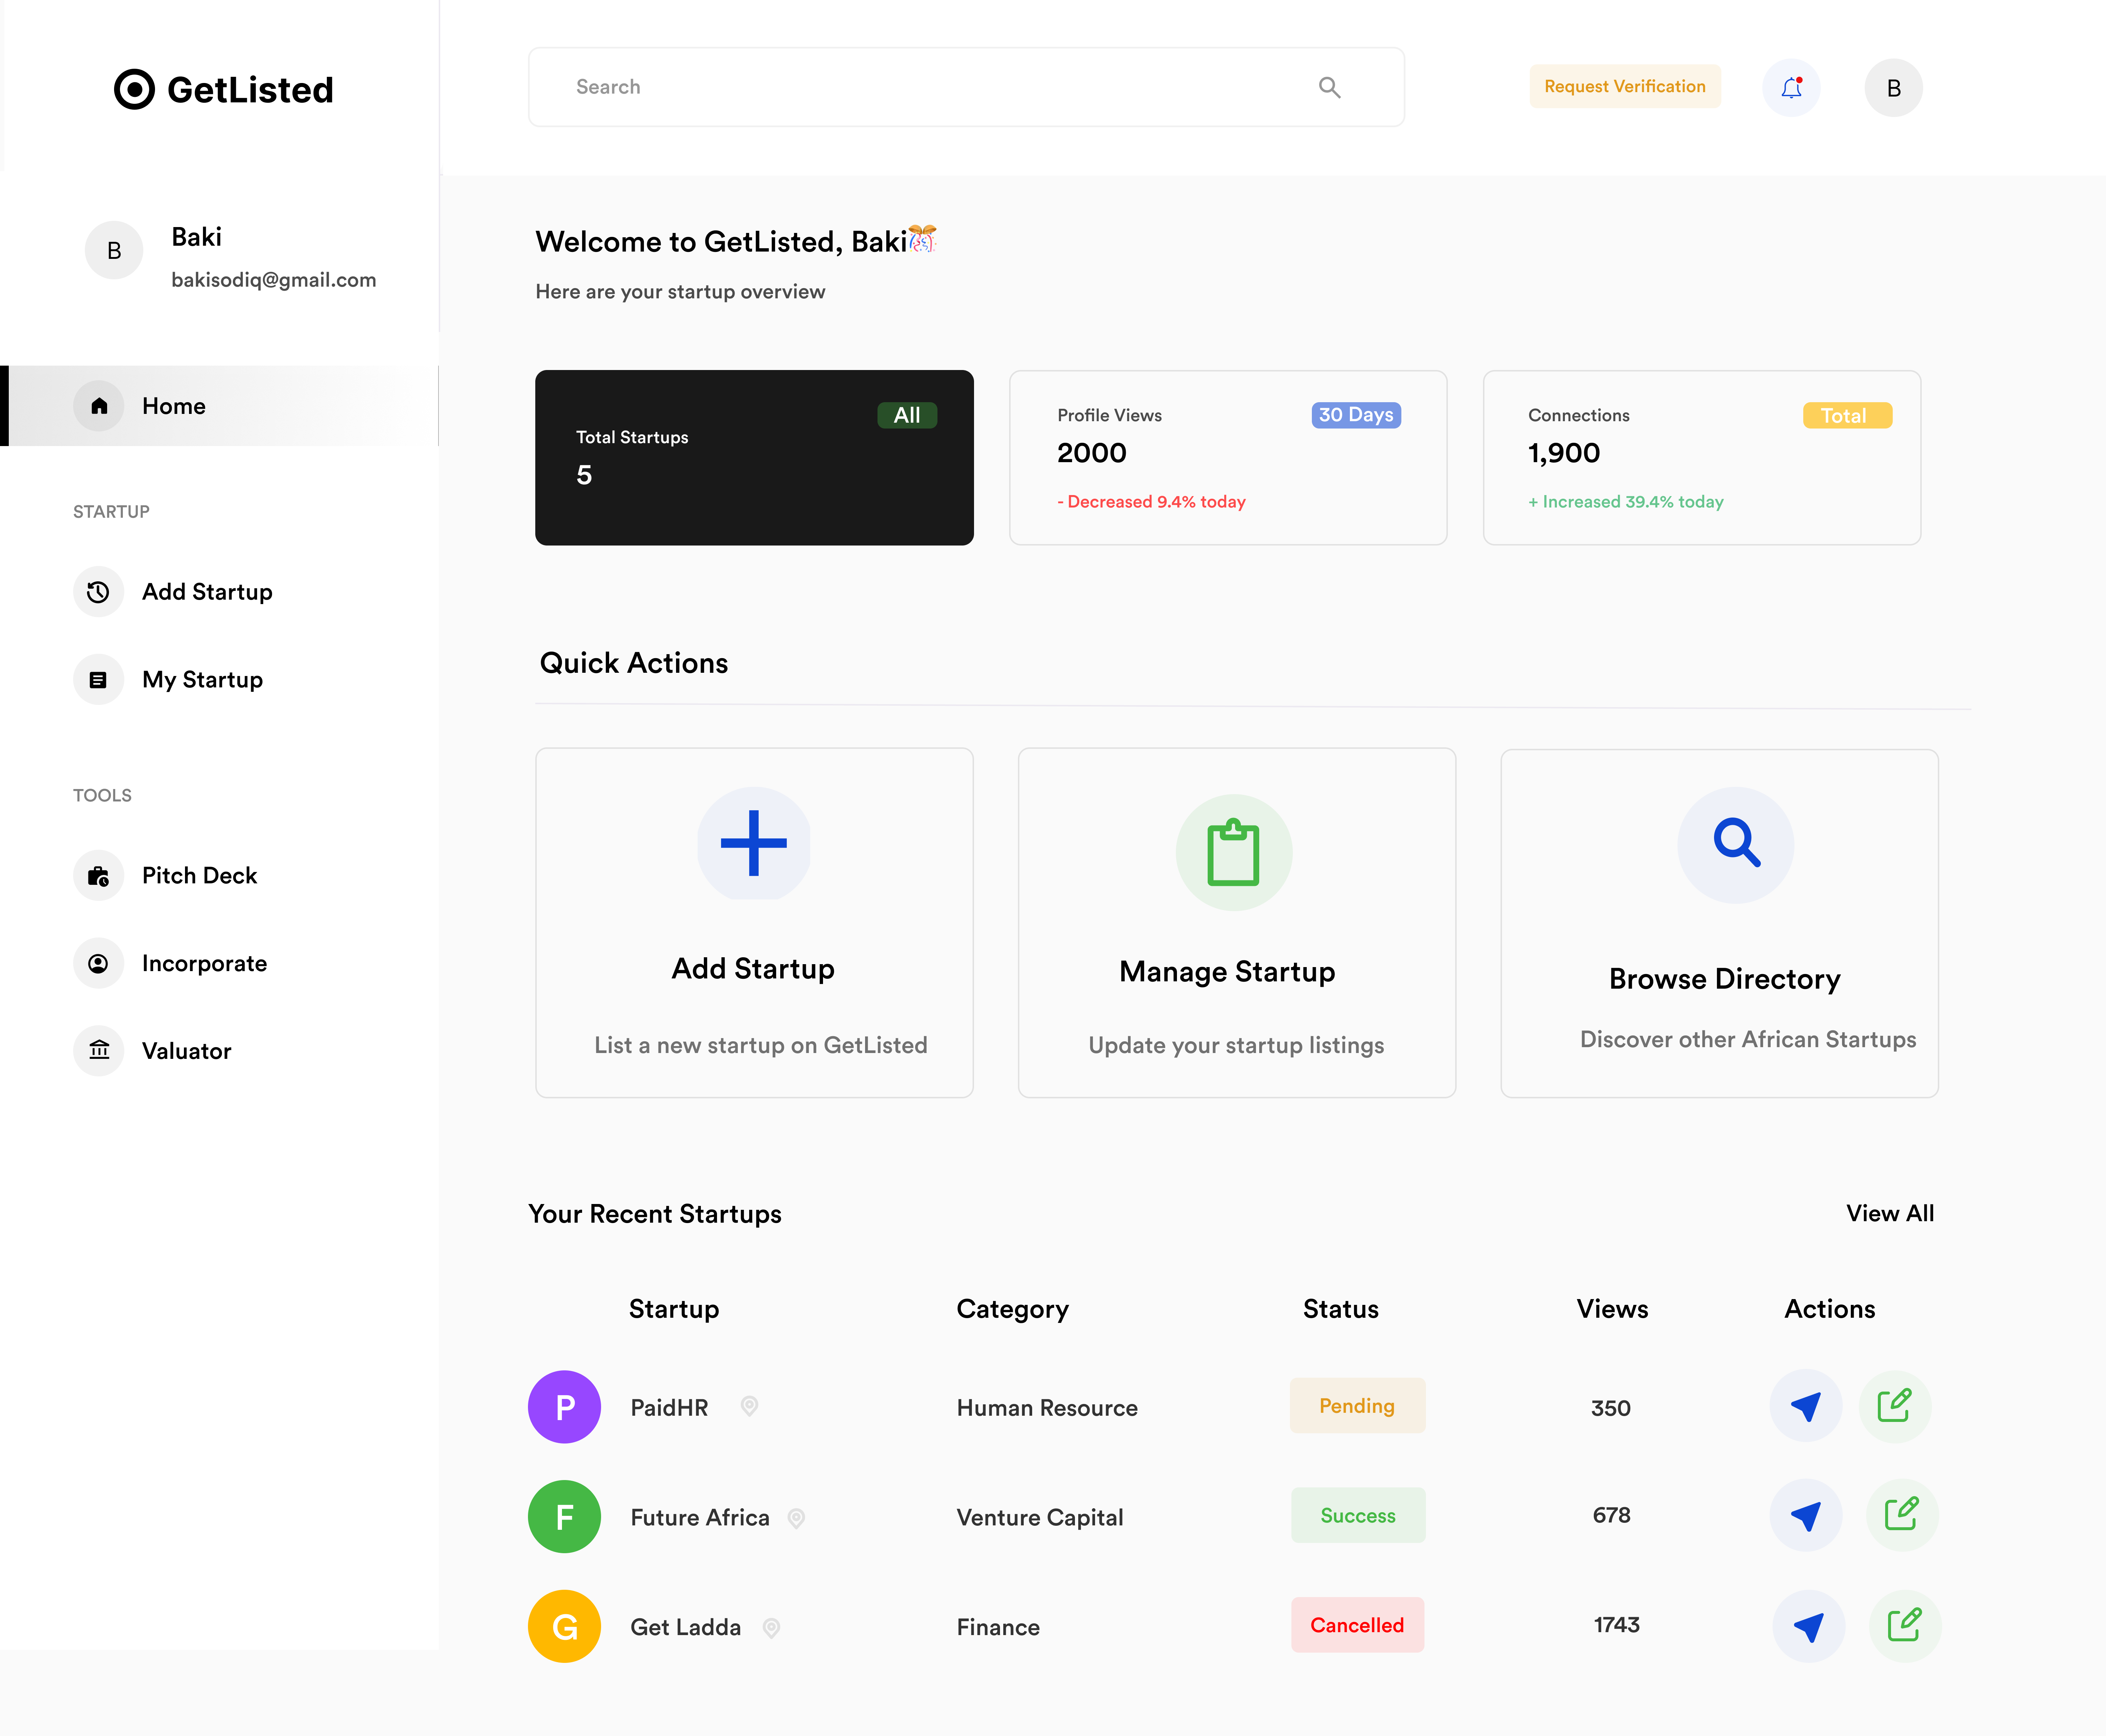 GetListed
Search
Request Verification
B
B
Baki
bakisodiq@gmail.com
Home
STARTUP
Add Startup
My Startup
TOOLS
Pitch Deck
Incorporate
Valuator
Welcome to GetListed, Baki🎊
Here are your startup overview
All
Total Startups
5
Profile Views
30 Days
2000
- Decreased 9.4% today
Connections
Total
1,900
+ Increased 39.4% today
Quick Actions
Add Startup
List a new startup on GetListed
Manage Startup
Update your startup listings
Browse Directory
Discover other African Startups
Your Recent Startups
View All
Startup Category Status Views Actions
P PaidHR Human Resource Pending 350
F Future Africa Venture Capital Success 678
G Get Ladda Finance Cancelled 1743